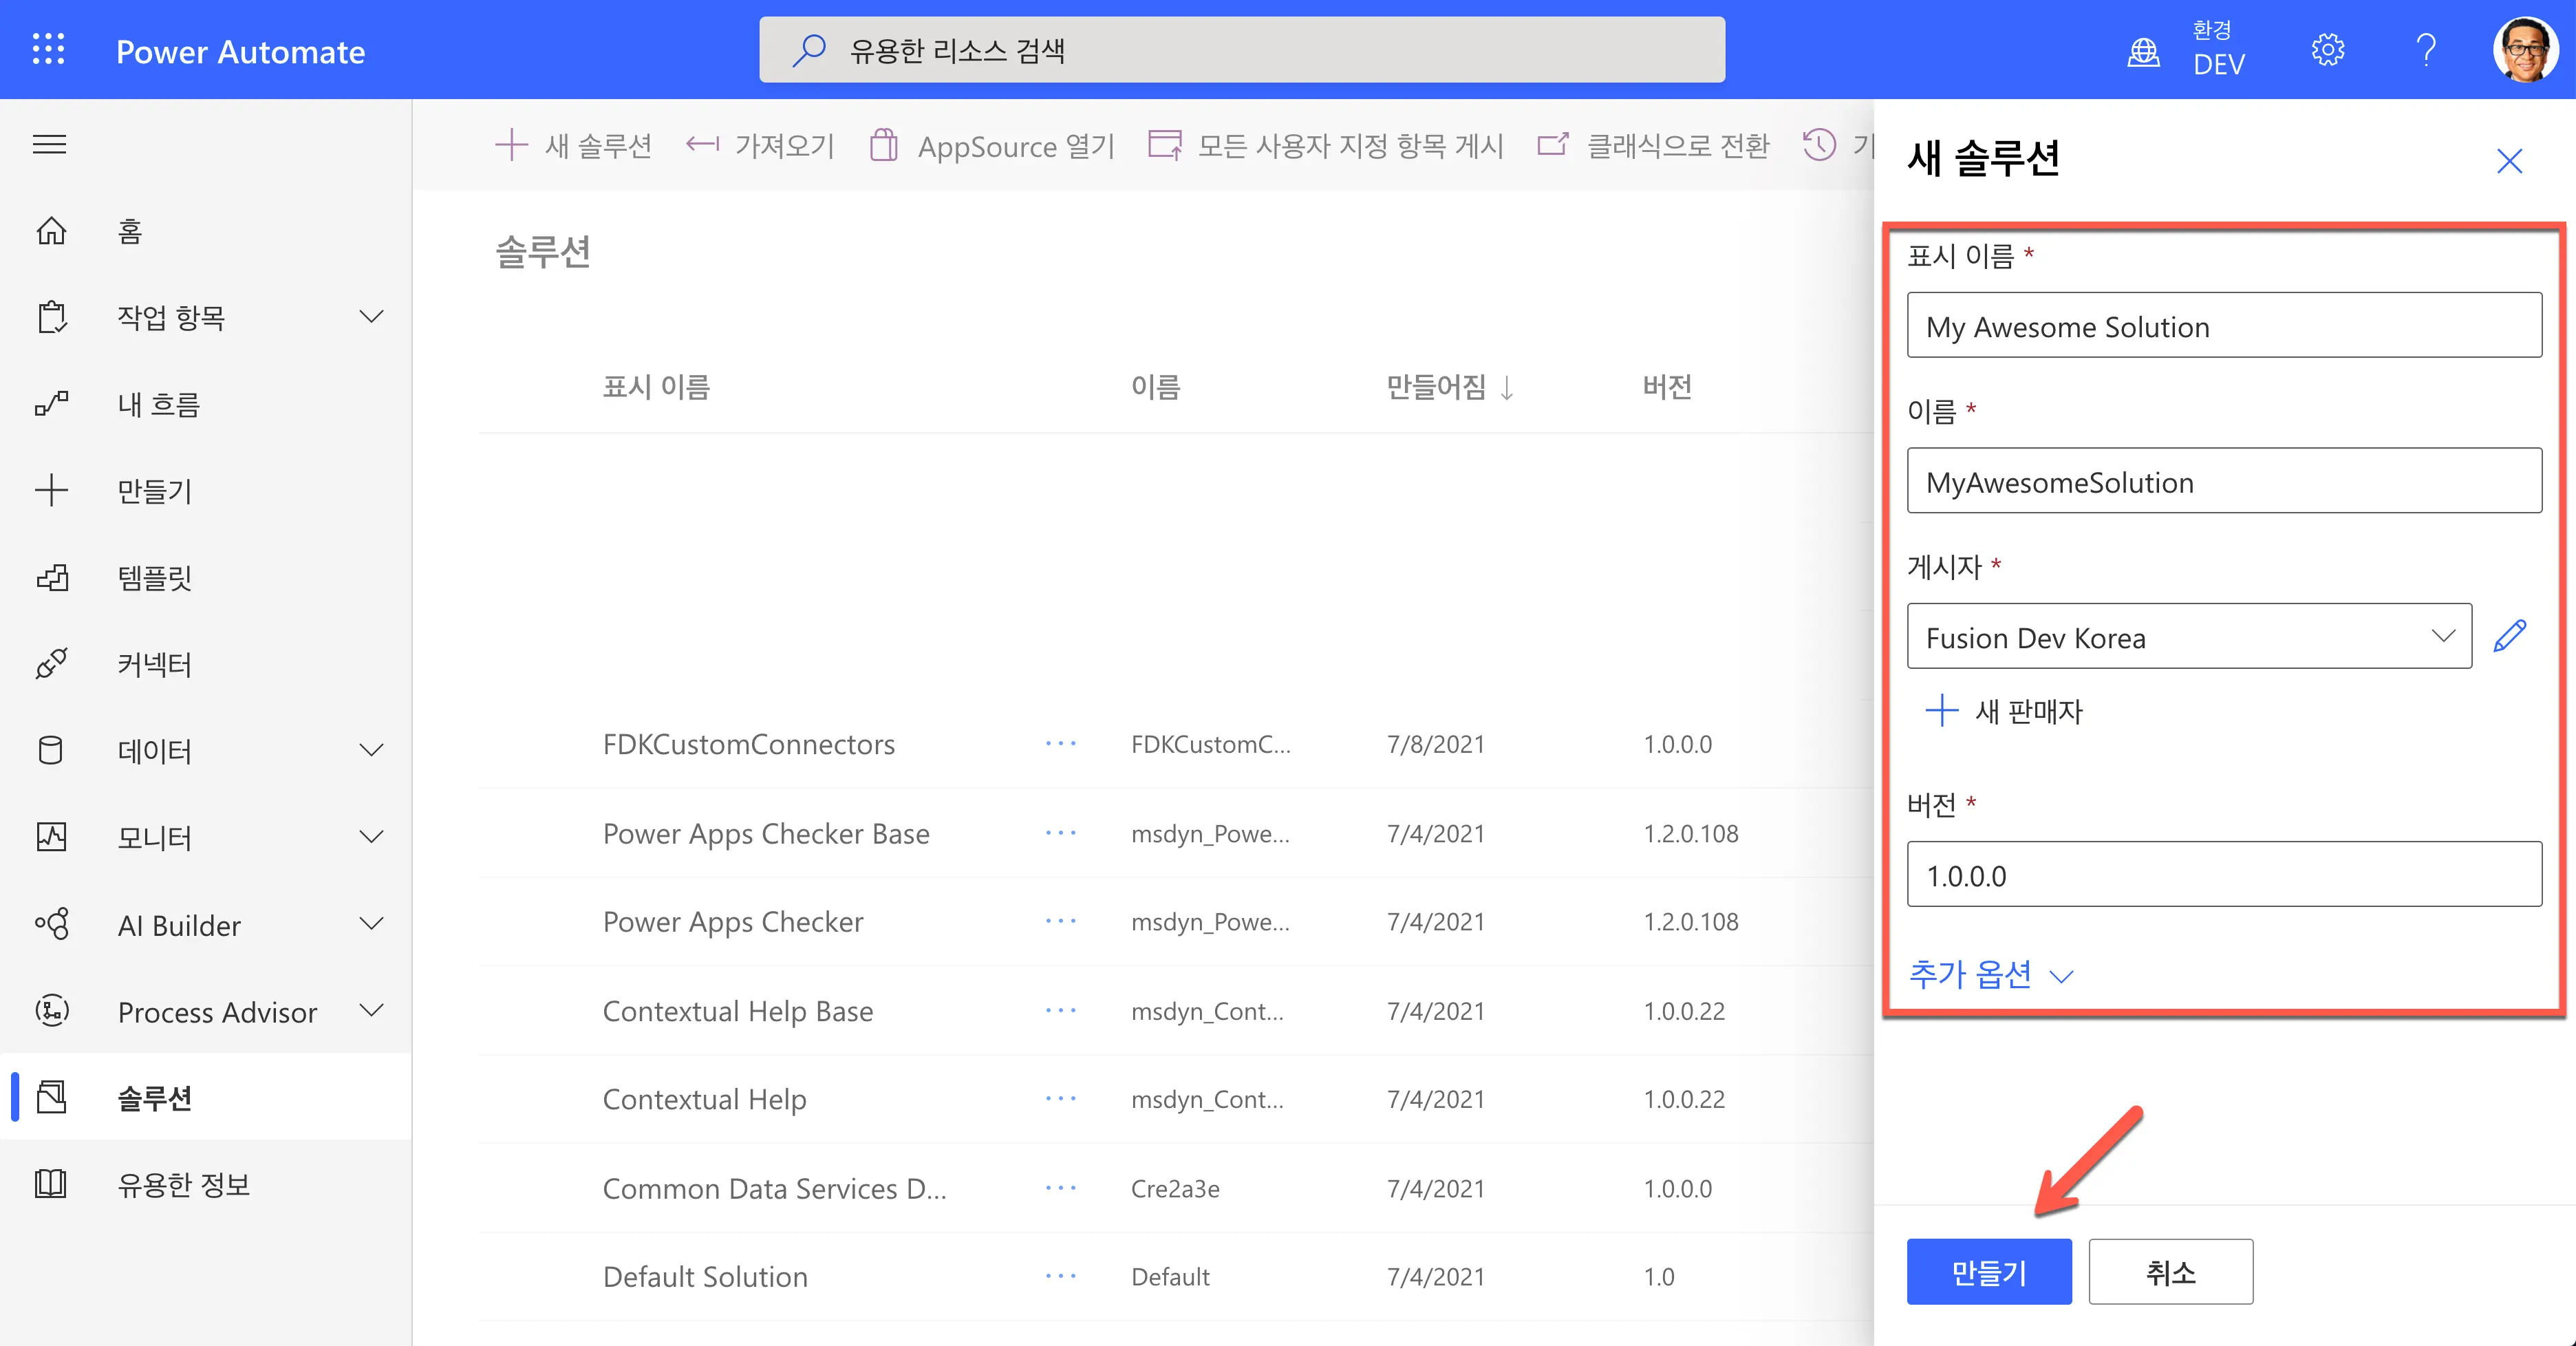 Power Automate
유용한 리소스 검색
환경
DEV
새 솔루션
가져오기
AppSource 열기
모든 사용자 지정 항목 게시
클래식으로 전환
홈
작업 항목
내 흐름
만들기
템플릿
커넥터
데이터
모니터
AI Builder
Process Advisor
솔루션
유용한 정보
솔루션
표시 이름 이름 만들어짐 버전
FDKCustomConnectors FDKCustomC... 7/8/2021 1.0.0.0
Power Apps Checker Base msdyn_Powe... 7/4/2021 1.2.0.108
Power Apps Checker msdyn_Powe... 7/4/2021 1.2.0.108
Contextual Help Base msdyn_Cont... 7/4/2021 1.0.0.22
Contextual Help msdyn_Cont... 7/4/2021 1.0.0.22
Common Data Services D... Cre2a3e 7/4/2021 1.0.0.0
Default Solution Default 7/4/2021 1.0
새 솔루션
표시 이름 *
My Awesome Solution
이름 *
MyAwesomeSolution
게시자 *
Fusion Dev Korea
새 판매자
버전 *
1.0.0.0
추가 옵션
만들기
취소